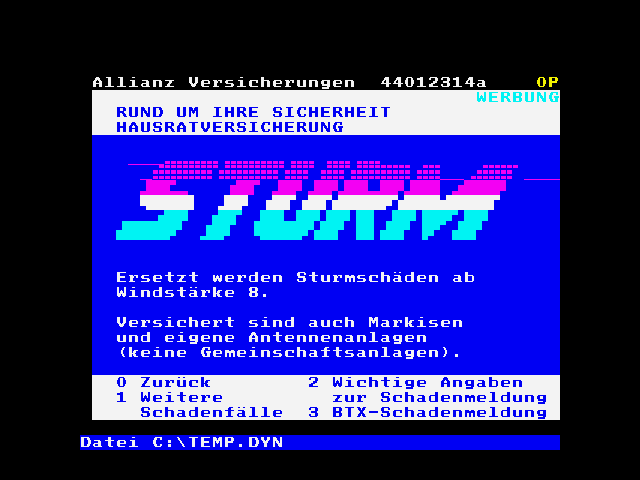 Allianz Versicherungen 44012314a 0P
WERBUNG
RUND UM IHRE SICHERHEIT
HAUSRATVERSICHERUNG
STURM
Ersetzt werden Sturmschäden ab
Windstärke 8.
Versichert sind auch Markisen
und eigene Antennenanlagen
(keine Gemeinschaftsanlagen).
0 Zurück 2 Wichtige Angaben
1 Weitere zur Schadenmeldung
Schadenfälle 3 BTX-Schadenmeldung
Datei C:\TEMP.DYN